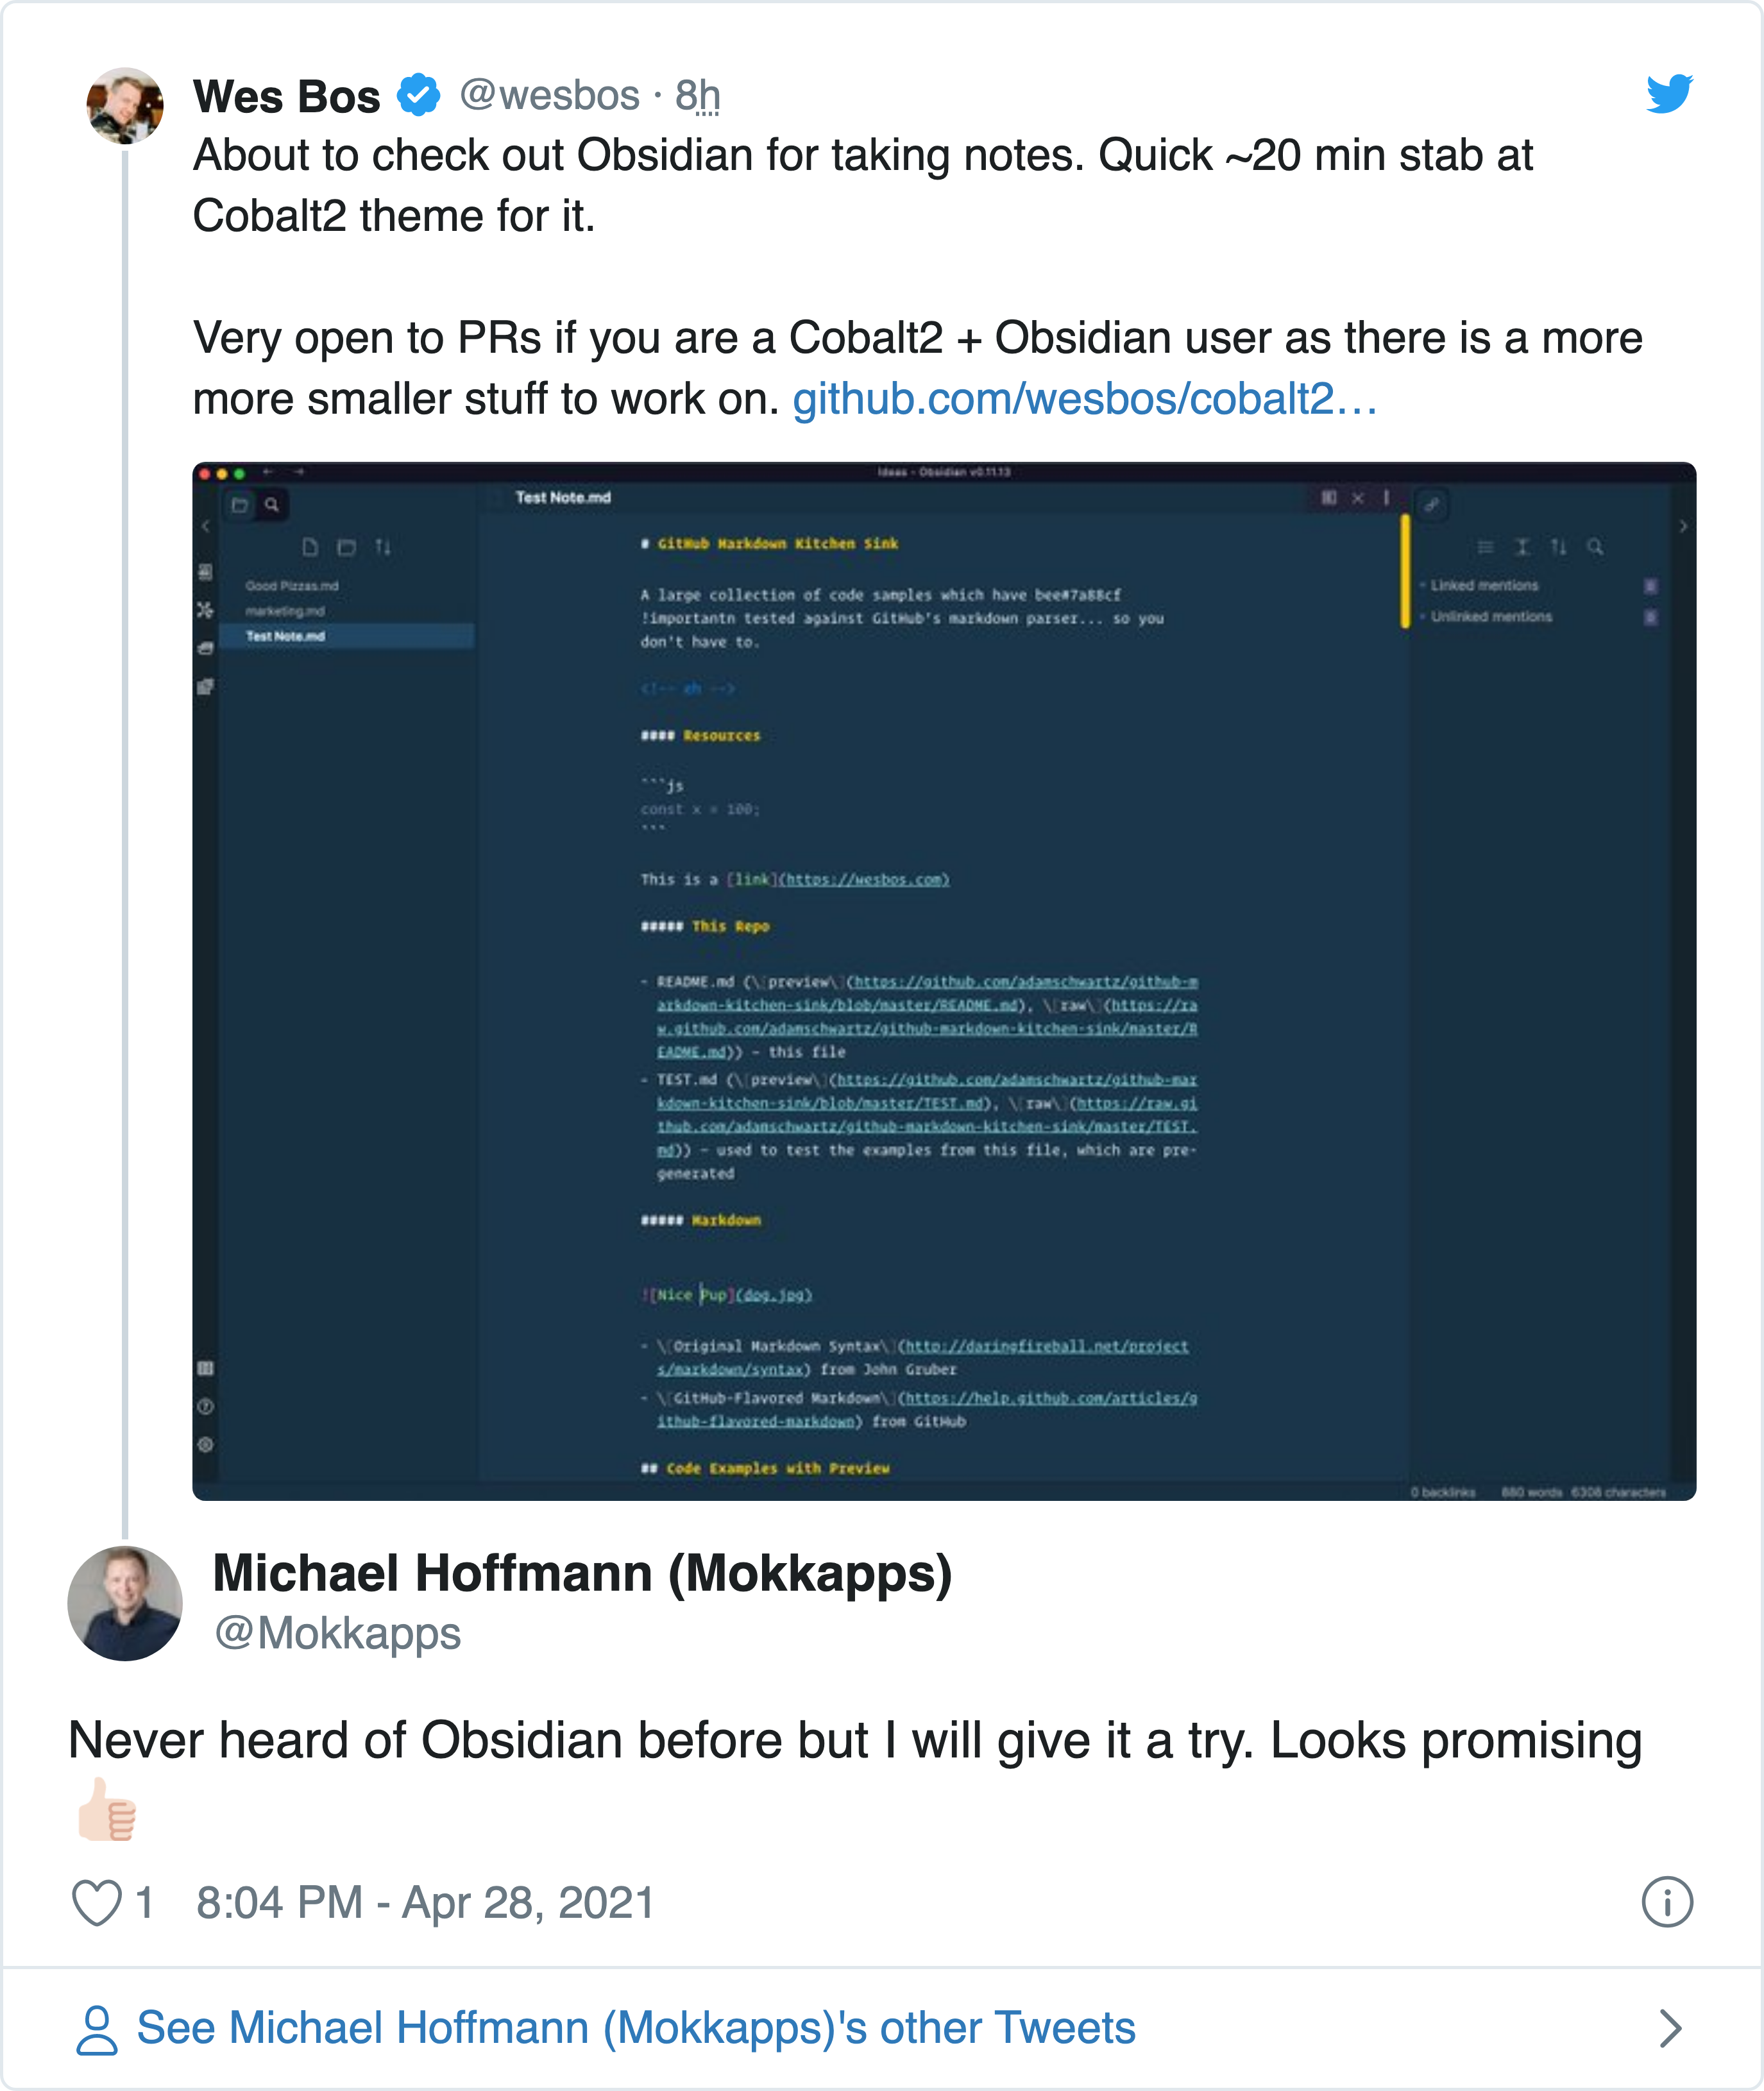 Wes Bos @wesbos · 8h
About to check out Obsidian for taking notes. Quick ~20 min stab at
Cobalt2 theme for it.
Very open to PRs if you are a Cobalt2 + Obsidian user as there is a more
more smaller stuff to work on. github.com/wesbos/cobalt2…
Ideas - Obsidian v0.11.13
Test Note.md
Good Pizzas.md
marketing.md
Test Note.md
# GitHub Markdown Kitchen Sink
A large collection of code samples which have bee#7a88cf
!importantn tested against GitHub's markdown parser... so you
don't have to.
<!-- eh -->
#### Resources
```js
const x = 100;
```
This is a [link](https://wesbos.com)
##### This Repo
- README.md (\[preview\](https://github.com/adamschwartz/github-m
arkdown-kitchen-sink/blob/master/README.md), \[raw\](https://ra
w.github.com/adamschwartz/github-markdown-kitchen-sink/master/R
EADME.md)) - this file
- TEST.md (\[preview\](https://github.com/adamschwartz/github-mar
kdown-kitchen-sink/blob/master/TEST.md), \[raw\](https://raw.gi
thub.com/adamschwartz/github-markdown-kitchen-sink/master/TEST.
md)) - used to test the examples from this file, which are pre-
generated
##### Markdown
![Nice Pup](dog.jpg)
- \[Original Markdown Syntax\](http://daringfireball.net/project
s/markdown/syntax) from John Gruber
- \[GitHub-Flavored Markdown\](https://help.github.com/articles/g
ithub-flavored-markdown) from GitHub
## Code Examples with Preview
Linked mentions
Unlinked mentions
0 backlinks 880 words 6308 characters
Michael Hoffmann (Mokkapps)
@Mokkapps
Never heard of Obsidian before but I will give it a try. Looks promising
👍🏻
1 8:04 PM - Apr 28, 2021
See Michael Hoffmann (Mokkapps)'s other Tweets